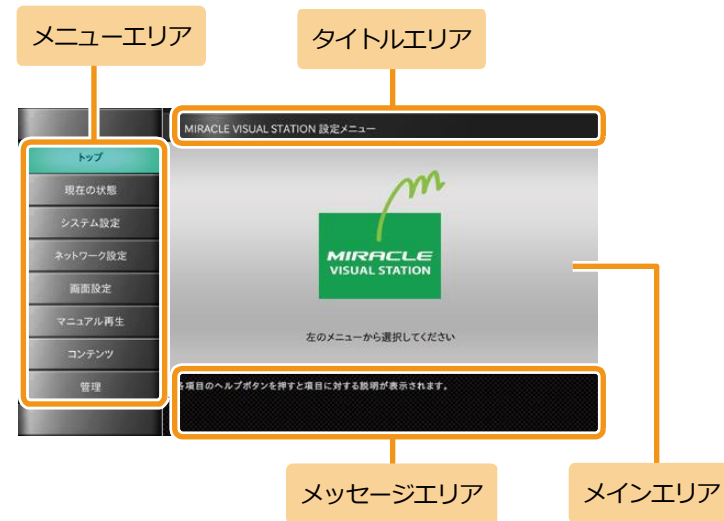 メニューエリア
タイトルエリア
MIRACLE VISUAL STATION 設定メニュー
トップ
現在の状態
システム設定
ネットワーク設定
画面設定
マニュアル再生
コンテンツ
管理
MIRACLE
VISUAL STATION
左のメニューから選択してください
各項目のヘルプボタンを押すと項目に対する説明が表示されます。
メッセージエリア
メインエリア